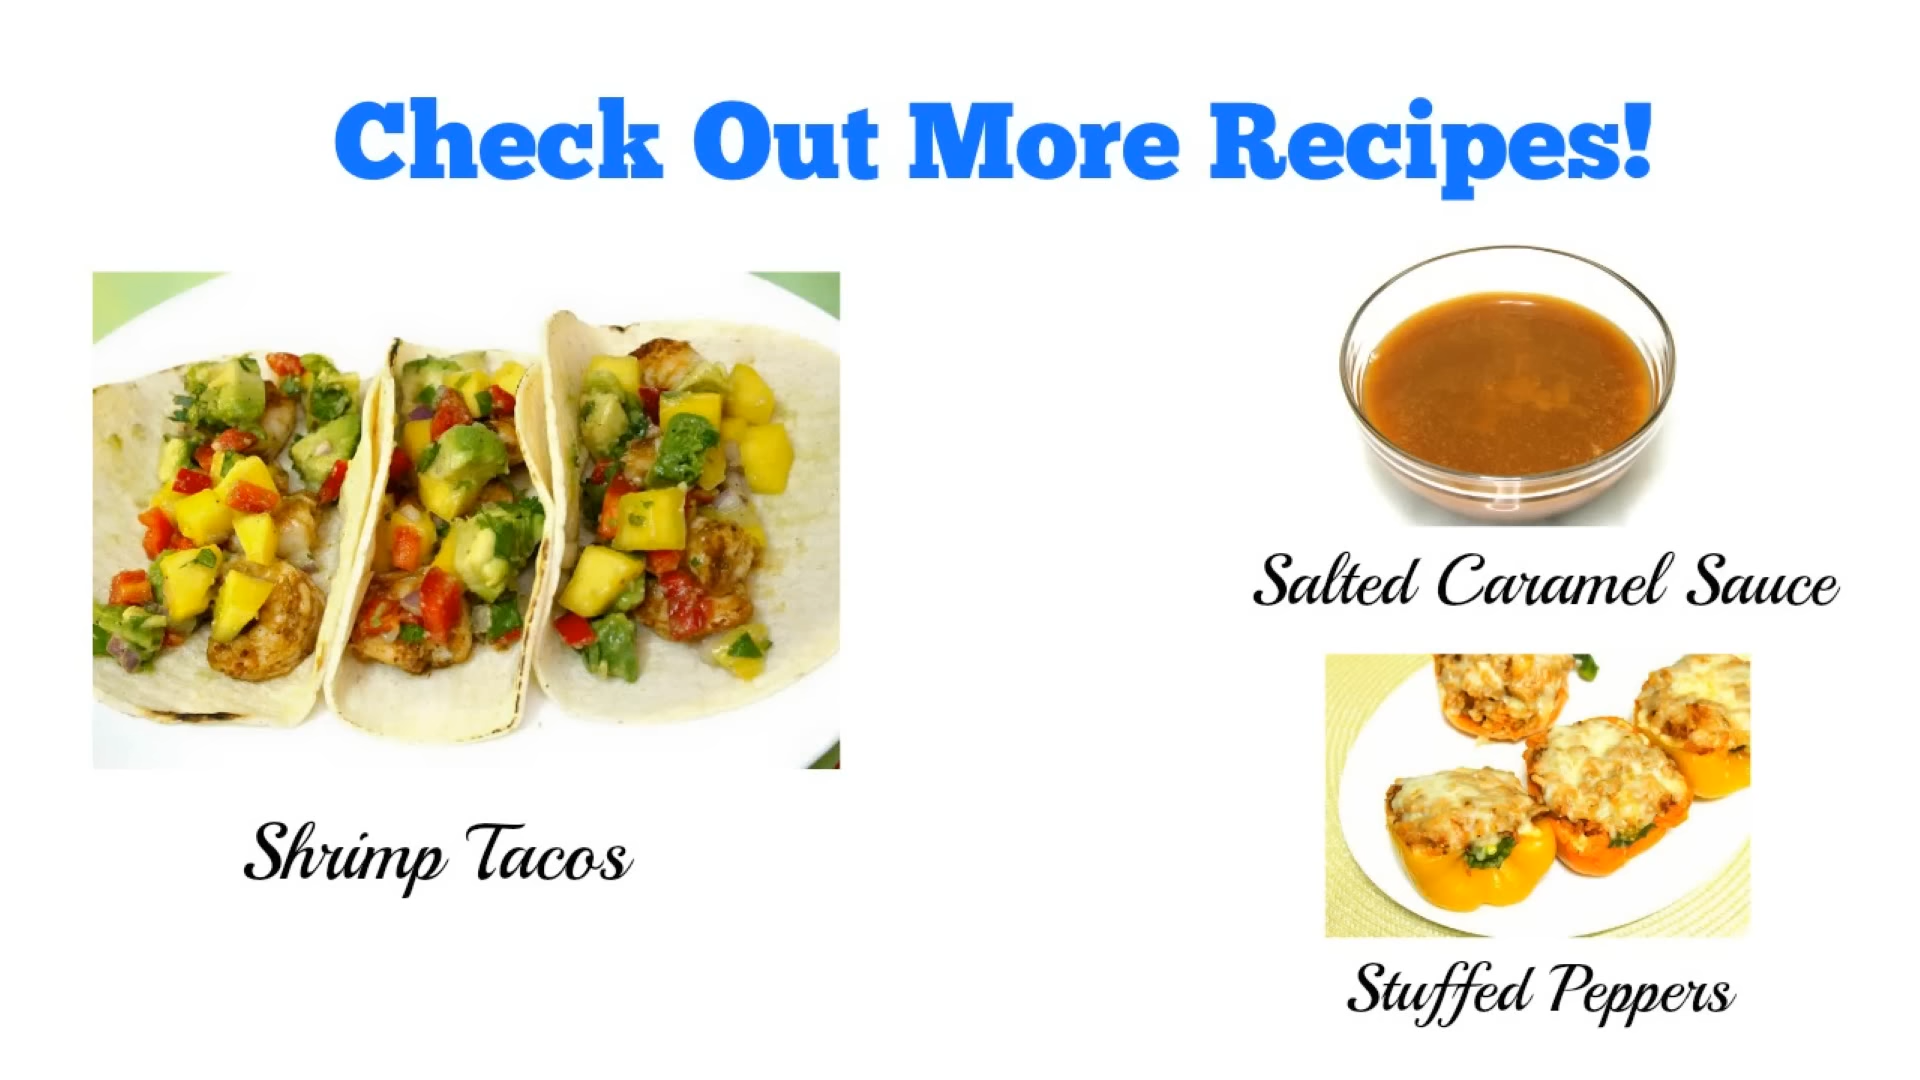 Check Out More Recipes!
Shrimp Tacos
Salted Caramel Sauce
Stuffed Peppers